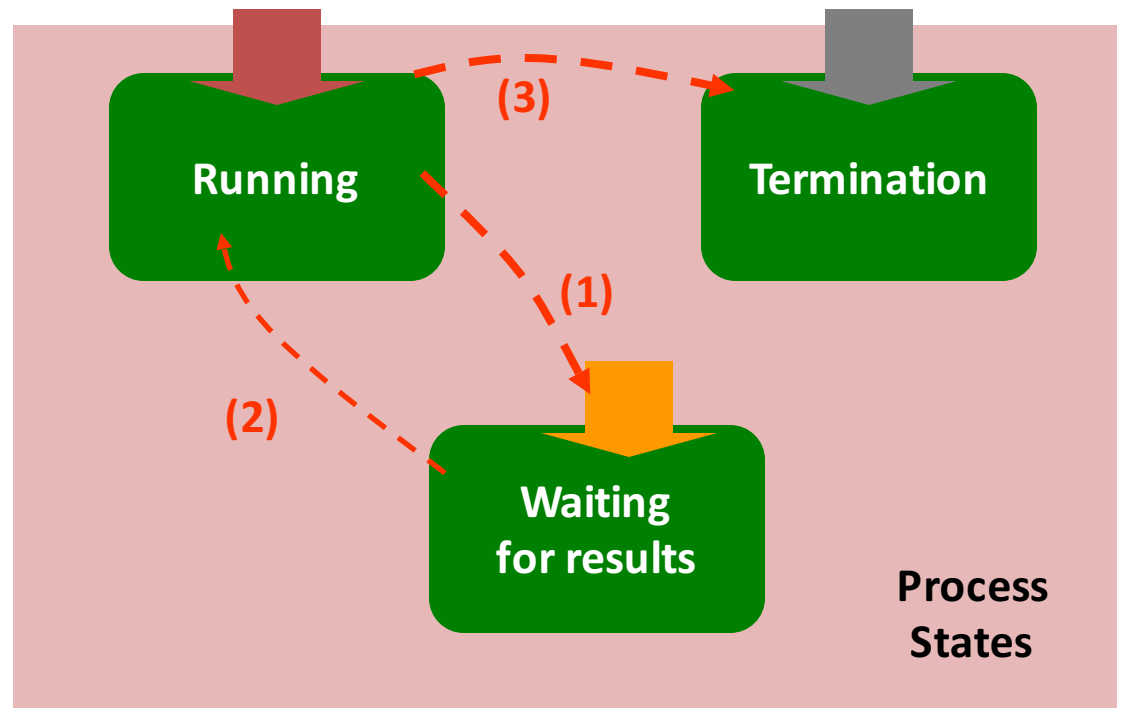 (3)
Running
Termination
(1)
(2)
Waiting
for results
Process
States